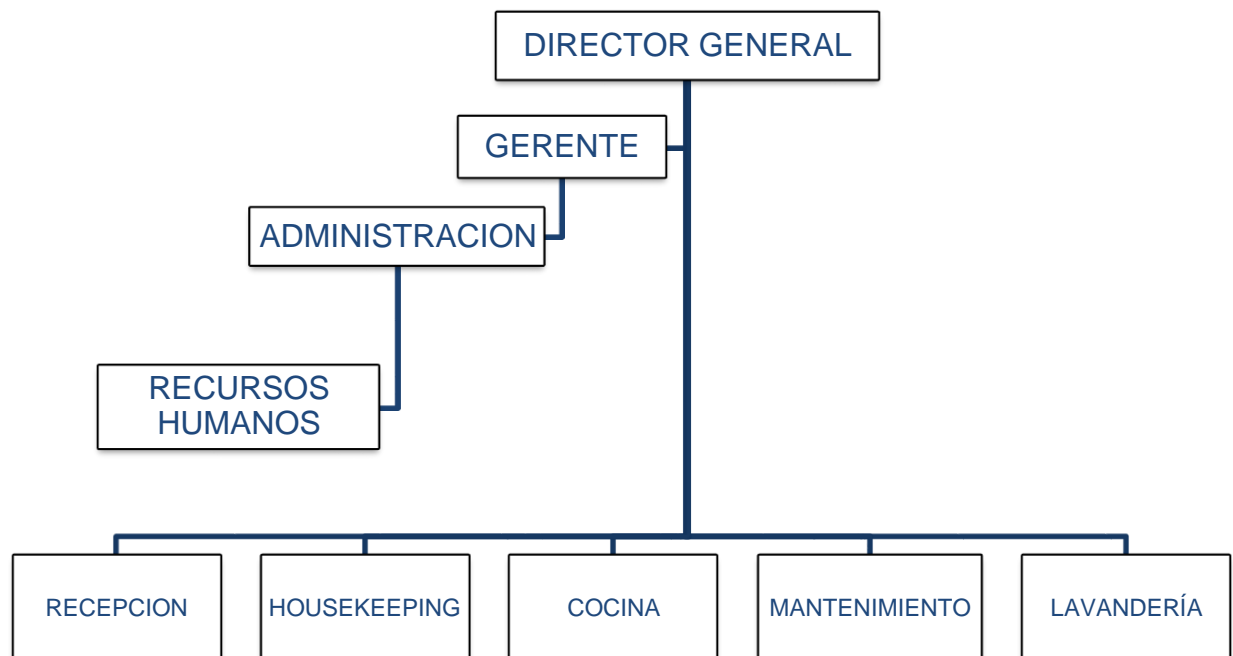 DIRECTOR GENERAL
GERENTE
ADMINISTRACION
RECURSOS
HUMANOS
RECEPCION
HOUSEKEEPING
COCINA
MANTENIMIENTO
LAVANDERÍA